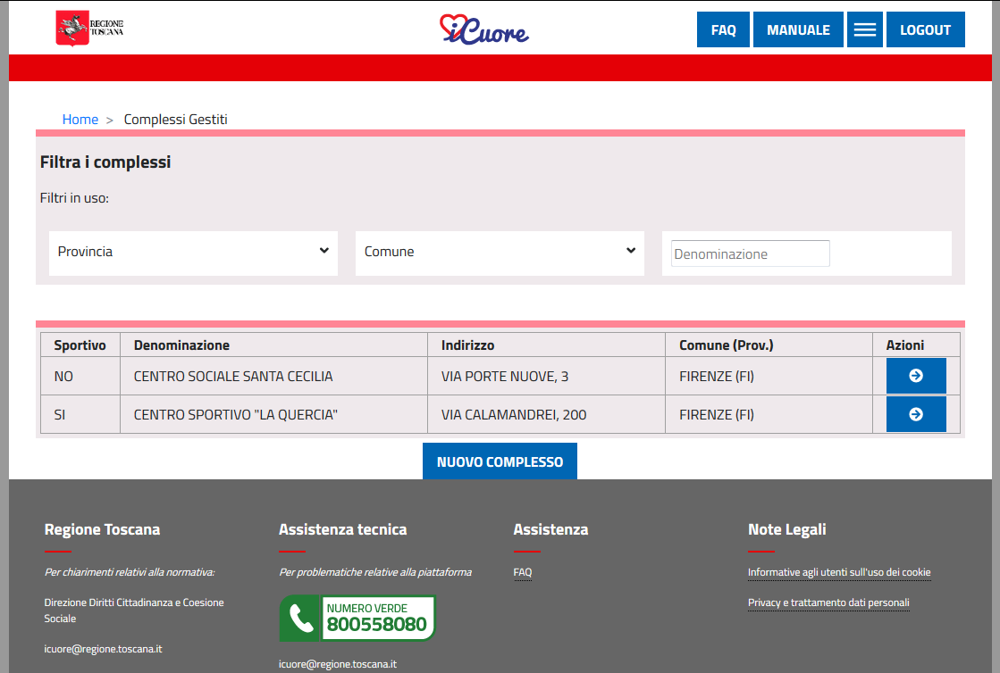 REGIONE
TOSCANA
iCuore
FAQ
MANUALE
LOGOUT
Home > Complessi Gestiti
Filtra i complessi
Filtri in uso:
Provincia
Comune
Denominazione
Sportivo Denominazione Indirizzo Comune (Prov.) Azioni
NO CENTRO SOCIALE SANTA CECILIA VIA PORTE NUOVE, 3 FIRENZE (FI)
SI CENTRO SPORTIVO "LA QUERCIA" VIA CALAMANDREI, 200 FIRENZE (FI)
NUOVO COMPLESSO
Regione Toscana
Per chiarimenti relativi alla normativa:
Direzione Diritti Cittadinanza e Coesione
Sociale
icuore@regione.toscana.it
Assistenza tecnica
Per problematiche relative alla piattaforma
NUMERO VERDE
800558080
icuore@regione.toscana.it
Assistenza
FAQ
Note Legali
Informative agli utenti sull'uso dei cookie
Privacy e trattamento dati personali